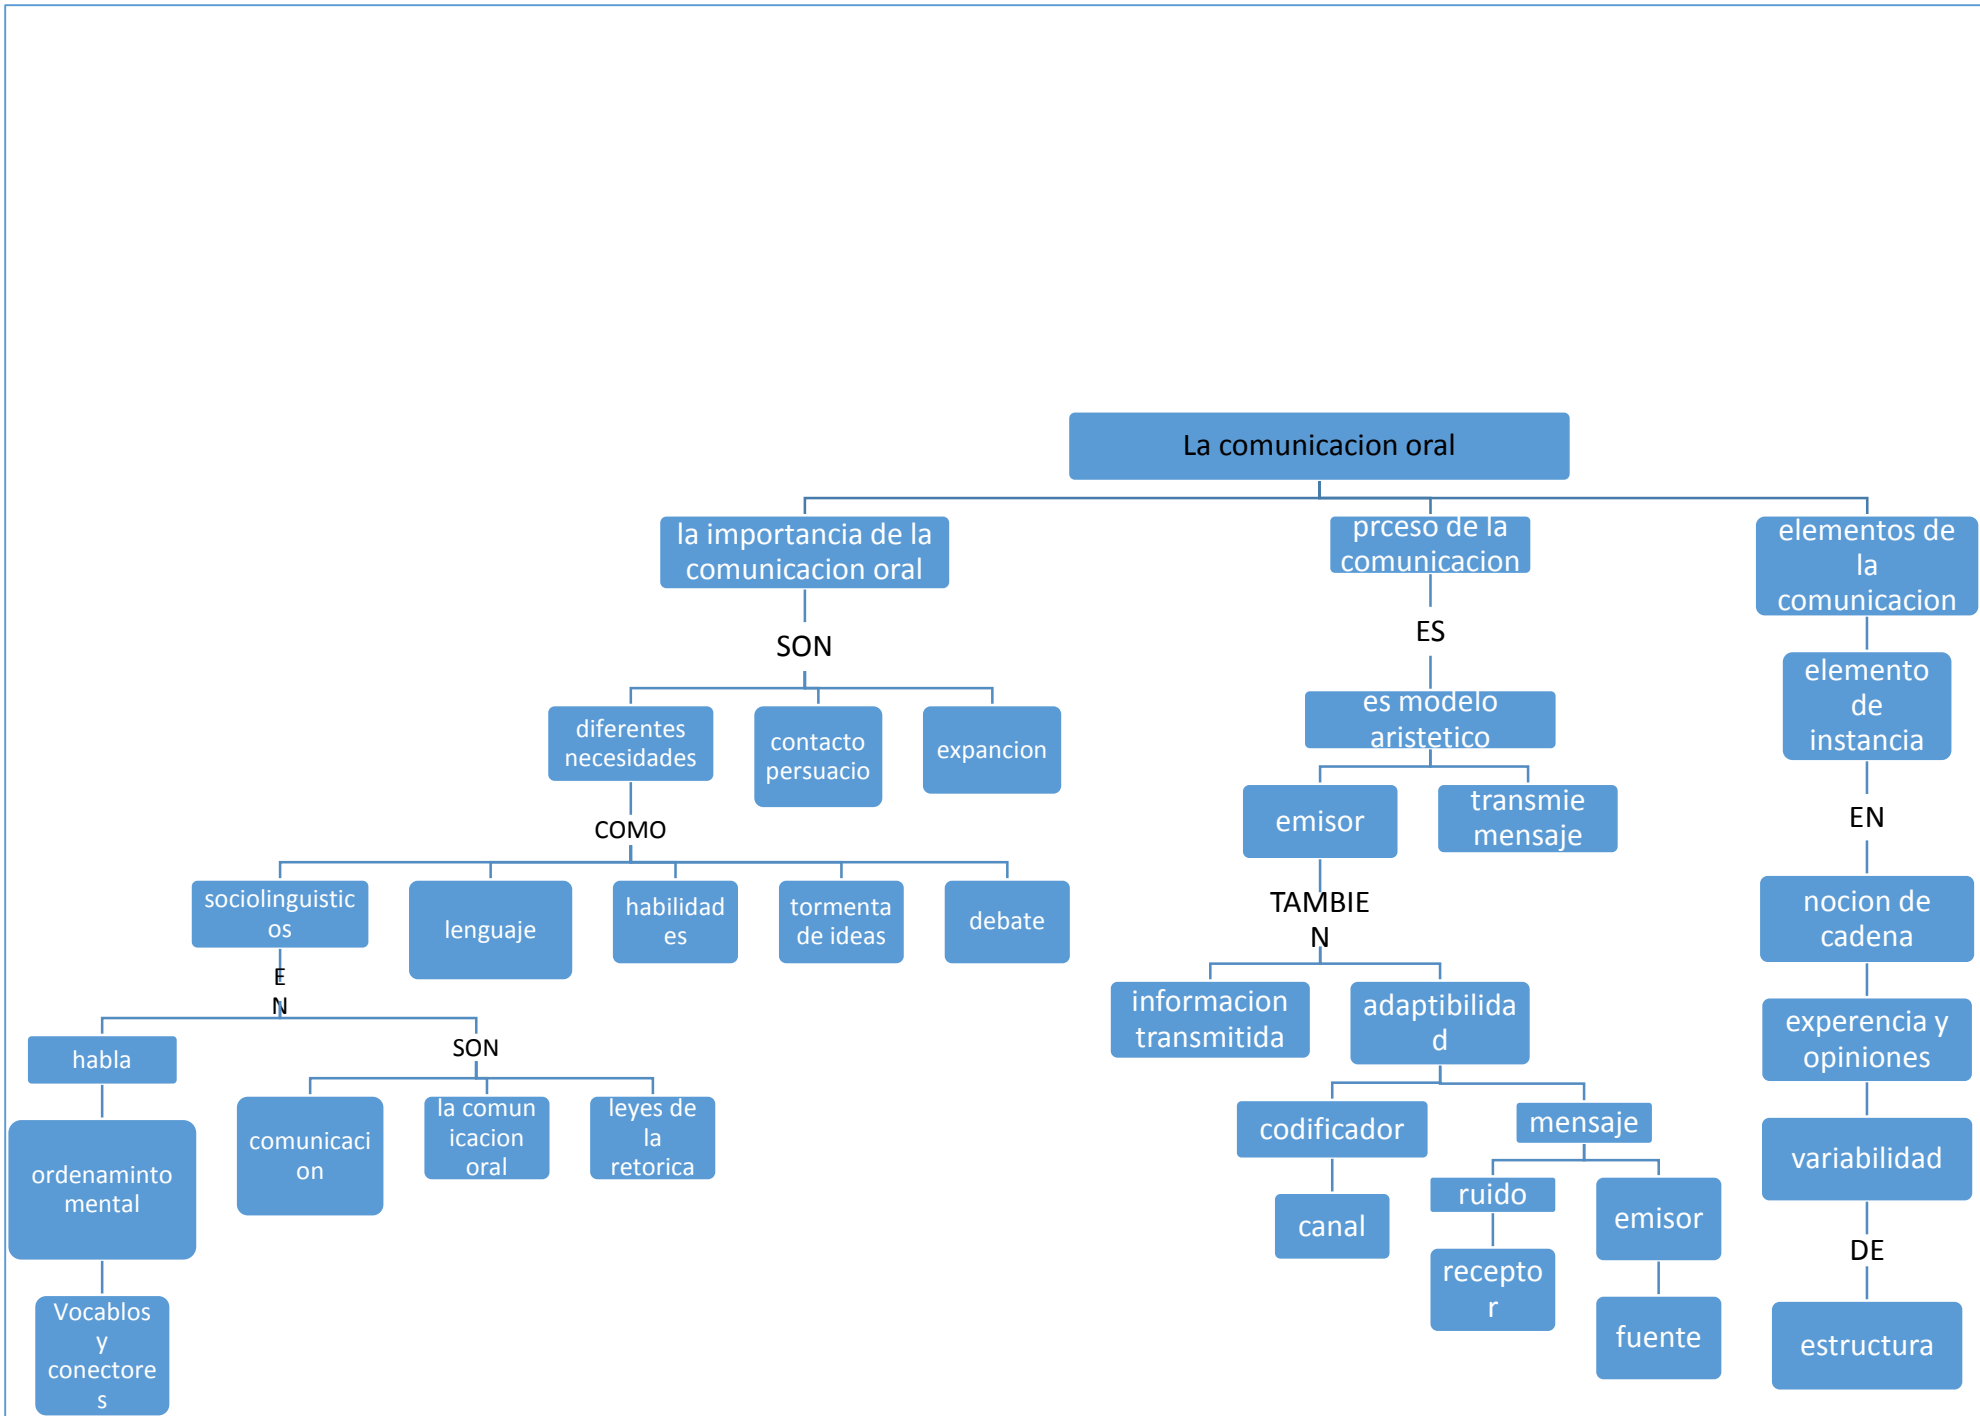 La comunicacion oral
la importancia de la
comunicacion oral
prceso de la
comunicacion
elementos de
la
comunicacion
SON
ES
elemento
de
instancia
diferentes
necesidades
contacto
persuacio
expancion
es modelo
aristetico
COMO
emisor
transmie
mensaje
EN
sociolinguistic
os
lenguaje
habilidad
es
tormenta
de ideas
debate
TAMBIE
N
nocion de
cadena
E
N
informacion
transmitida
adaptibilida
d
experencia y
opiniones
habla
SON
comunicaci
on
la comun
icacion
oral
leyes de
la
retorica
codificador
mensaje
variabilidad
ordenaminto
mental
canal
ruido
emisor
DE
Vocablos
y
conectore
s
recepto
r
fuente
estructura